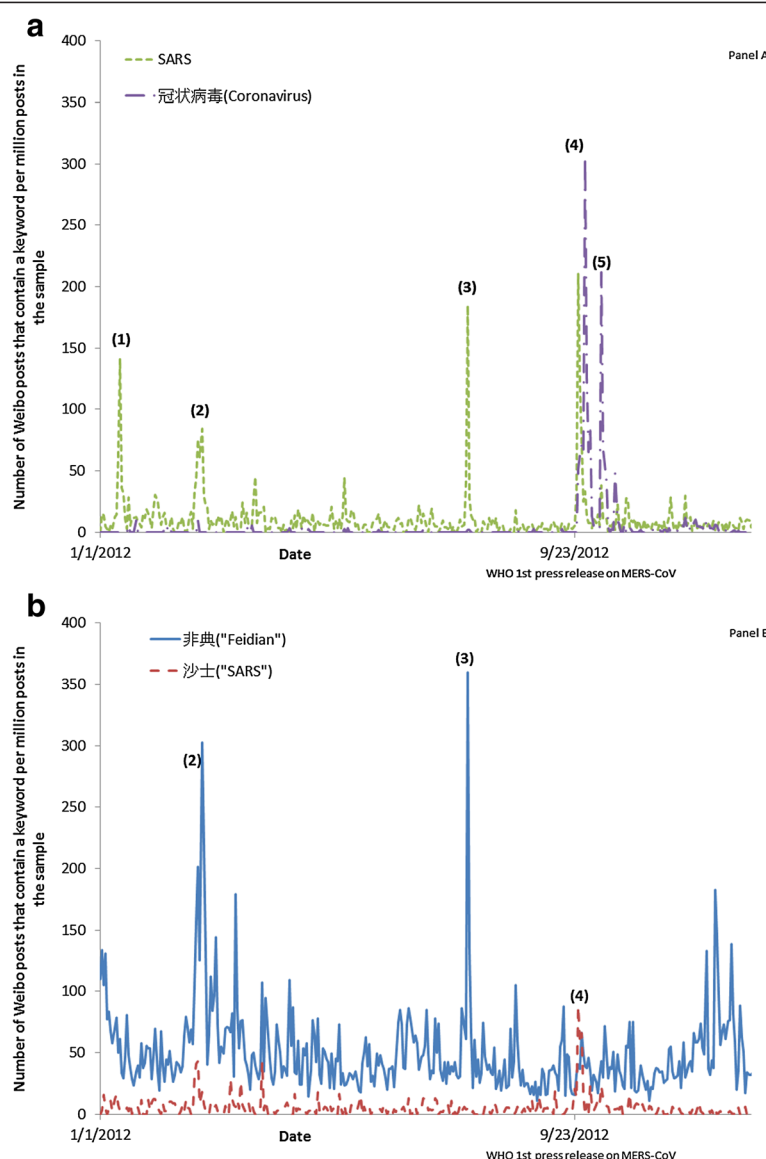 a
400
350
300
250
200
150
100
50
0
Number of Weibo posts that contain a keyword per million posts in
the sample
SARS
冠状病毒(Coronavirus)
Panel A
(1)
(2)
(3)
(4)
(5)
1/1/2012
Date
9/23/2012
WHO 1st press release on MERS-CoV
b
400
350
300
250
200
150
100
50
0
Number of Weibo posts that contain a keyword per million posts in
the sample
非典("Feidian")
沙士("SARS")
Panel B
(2)
(3)
(4)
1/1/2012
Date
9/23/2012
WHO 1st press release on MERS-CoV